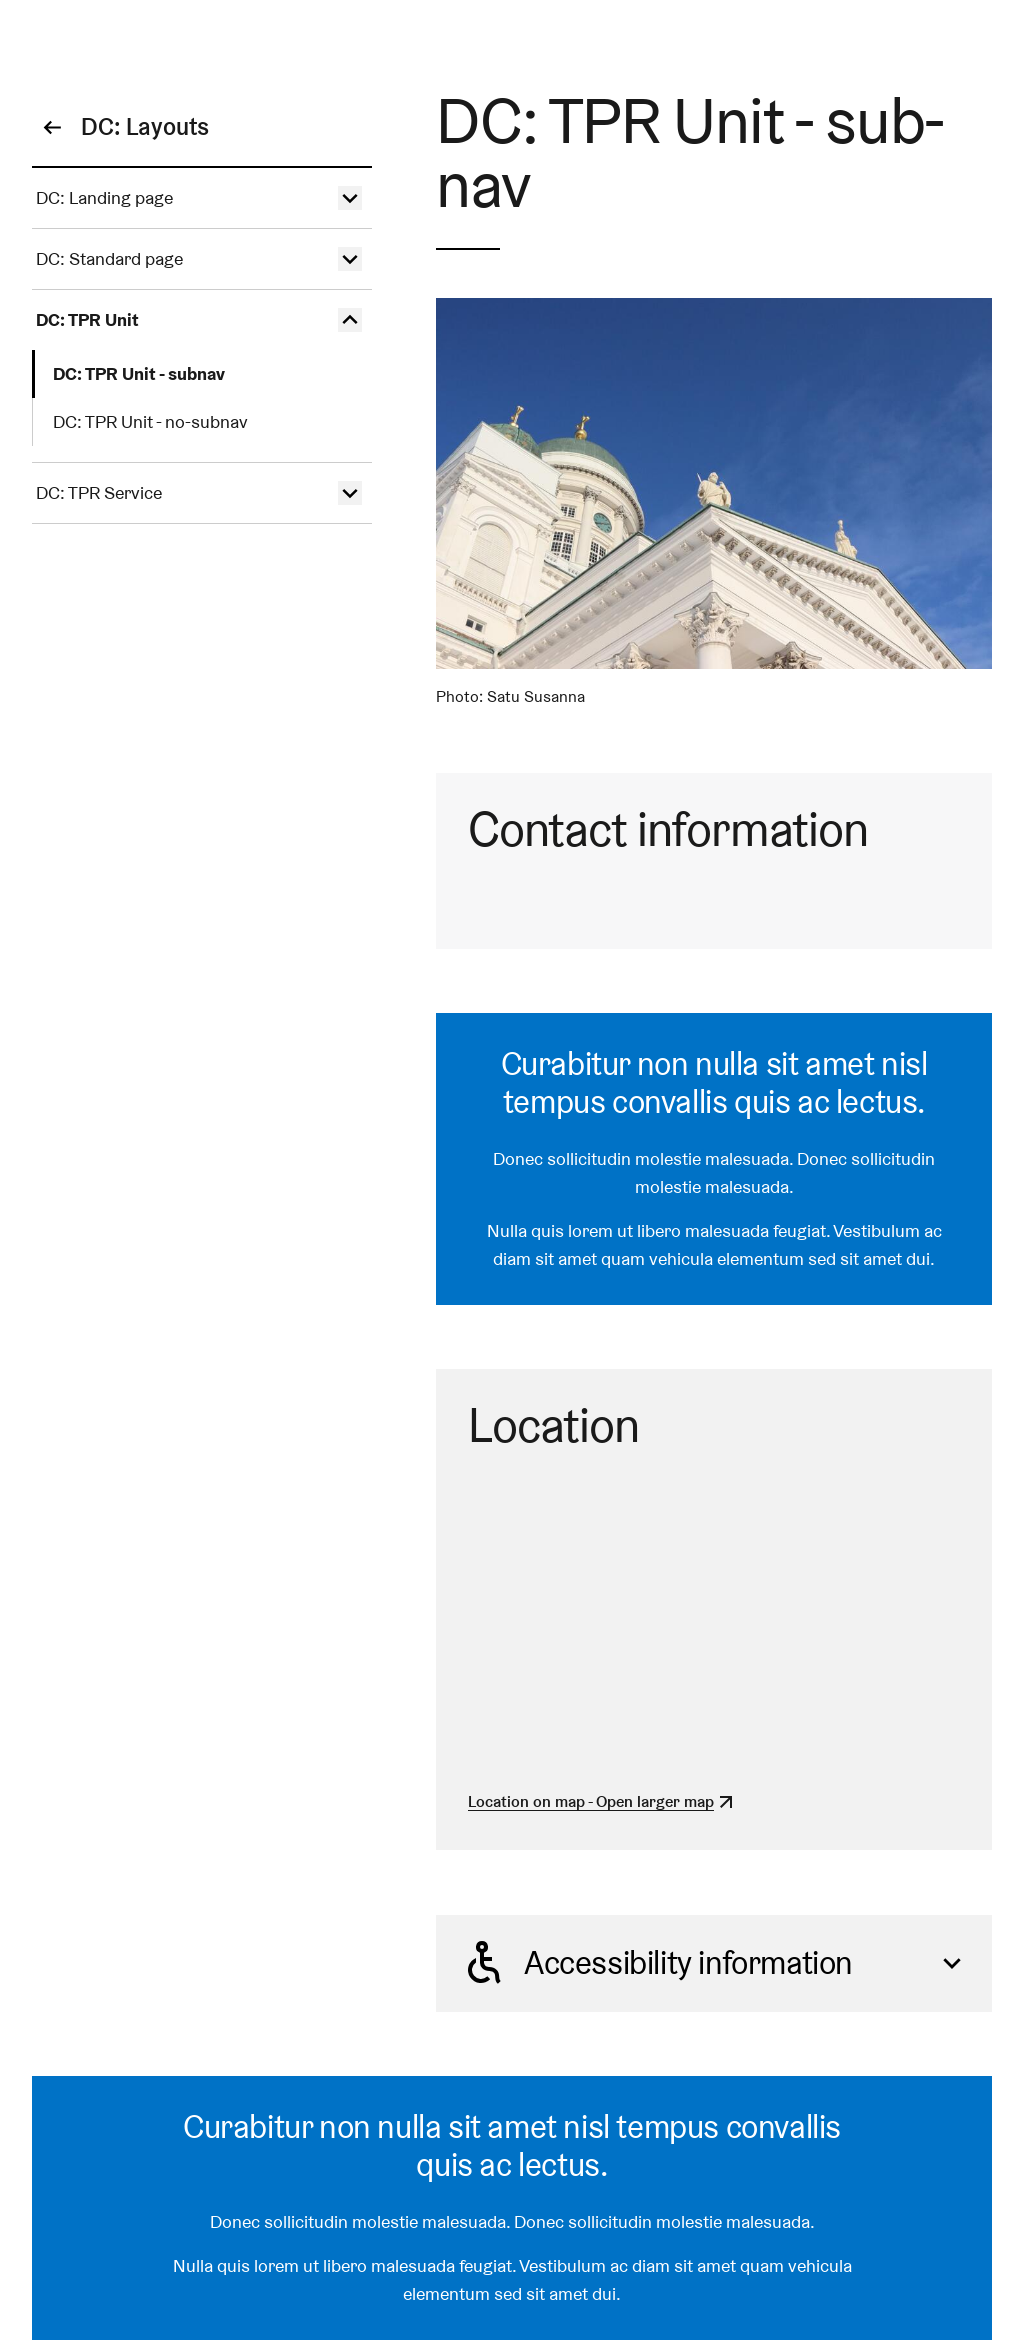 DC: Layouts
DC: Landing page
DC: Standard page
DC: TPR Unit
DC: TPR Unit - subnav
DC: TPR Unit - no-subnav
DC: TPR Service
DC: TPR Unit - sub-
nav
Photo: Satu Susanna
Contact information
Curabitur non nulla sit amet nisl
tempus convallis quis ac lectus.
Donec sollicitudin molestie malesuada. Donec sollicitudin
molestie malesuada.
Nulla quis lorem ut libero malesuada feugiat. Vestibulum ac
diam sit amet quam vehicula elementum sed sit amet dui.
Location
Location on map - Open larger map
Accessibility information
Curabitur non nulla sit amet nisl tempus convallis
quis ac lectus.
Donec sollicitudin molestie malesuada. Donec sollicitudin molestie malesuada.
Nulla quis lorem ut libero malesuada feugiat. Vestibulum ac diam sit amet quam vehicula
elementum sed sit amet dui.